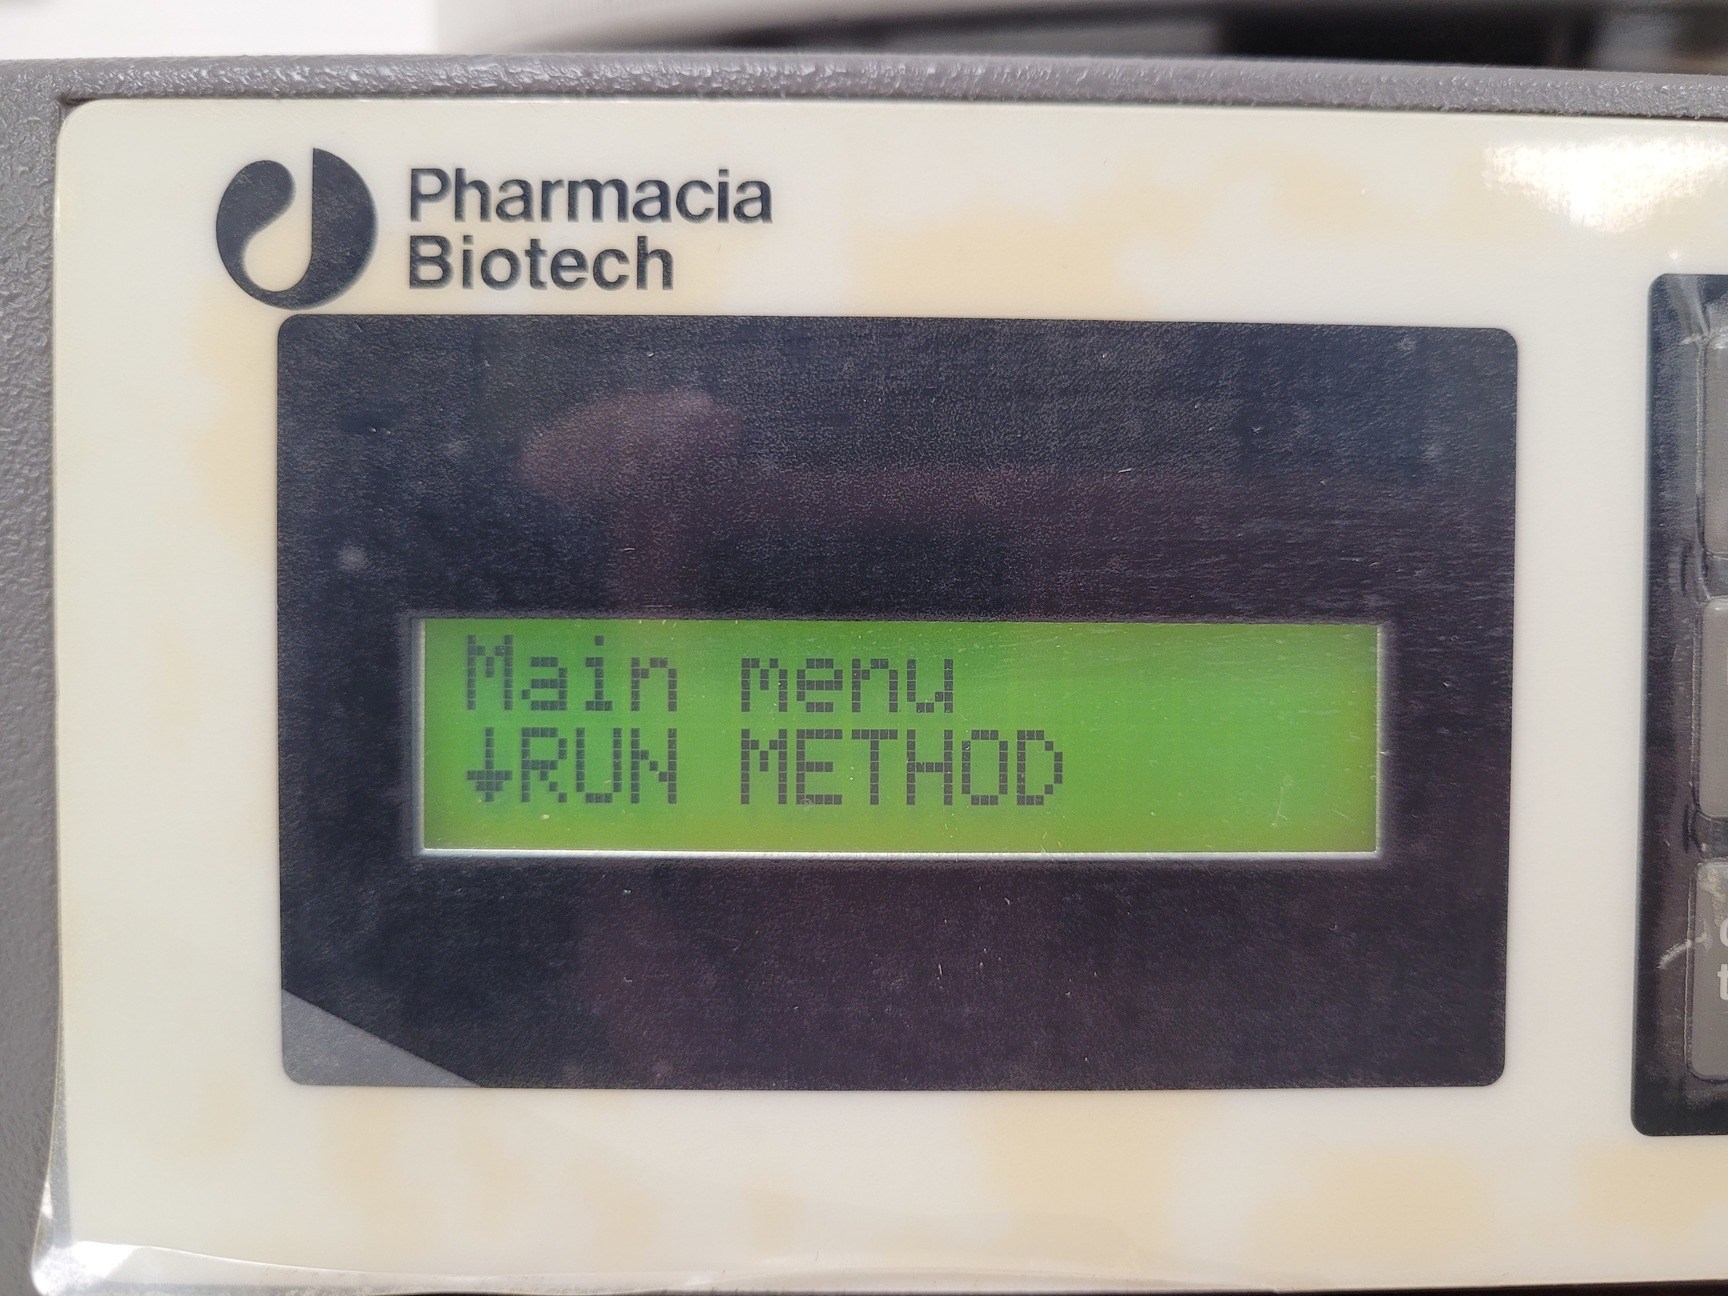 Pharmacia
Biotech
Main menu
↓RUN METHOD